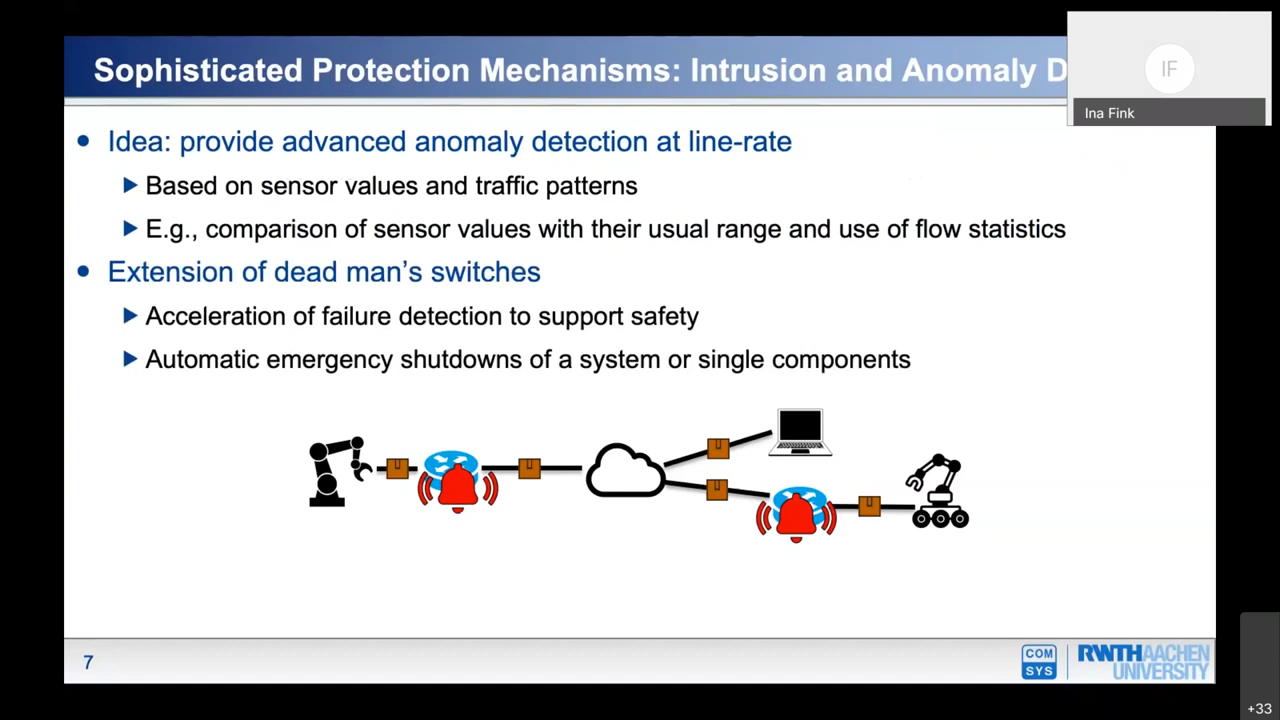 Sophisticated Protection Mechanisms: Intrusion and Anomaly D
IF
Ina Fink
Idea: provide advanced anomaly detection at line-rate
Based on sensor values and traffic patterns
E.g., comparison of sensor values with their usual range and use of flow statistics
Extension of dead man's switches
Acceleration of failure detection to support safety
Automatic emergency shutdowns of a system or single components
7
COM
SYS
RWTHAACHEN
UNIVERSITY
+33